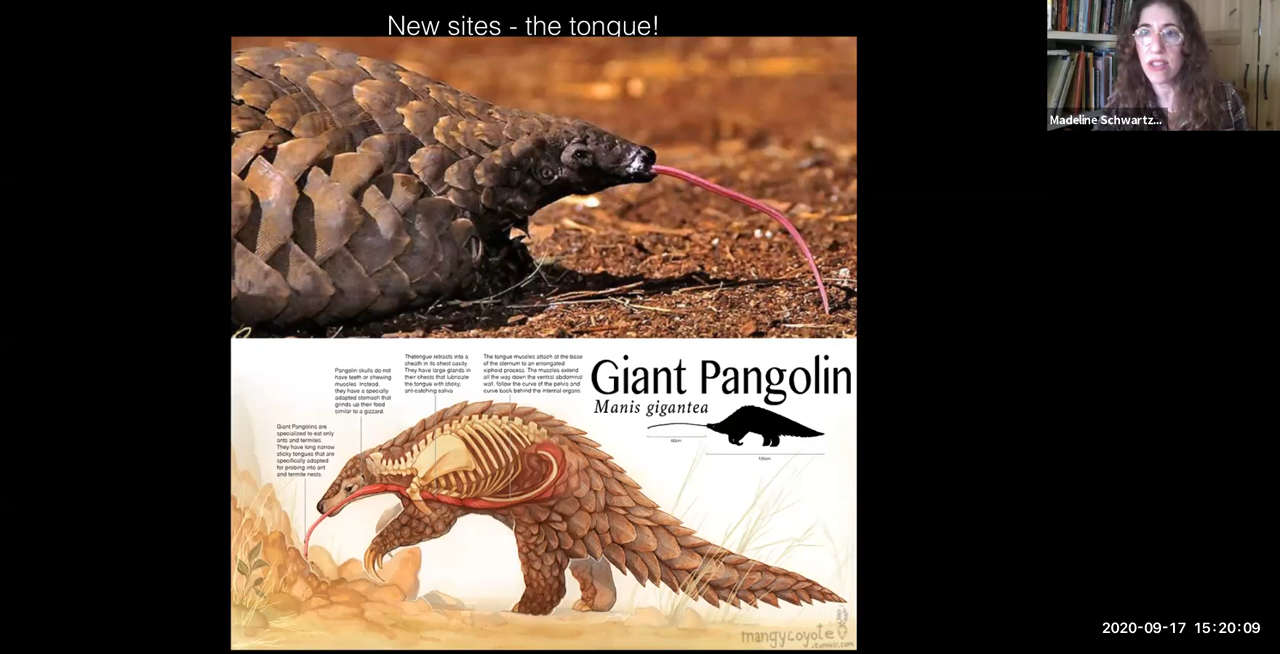 New sites - the tongue!
Madeline Schwartz...
Pangolin skulls do not
have teeth or chewing
muscles. Instead,
they have a specially
adapted stomach that
grinds up their food
similar to a gizzard.
Thetongue retracts into a
sheath in its chest cavity.
They have large glands in
their chests that lubricate
the tongue with sticky,
ant-catching saliva
The tongue muscles attach at the base
of the sternum to an enlongated
xiphoid process. The muscles extend
all the way down the ventral abdominal
wall, follow the curve of the pelvis and
curve back behind the internal organs.
Giant Pangolin
Manis gigantea
Giant Pangolins are
specialized to eat only
ants and termites.
They have long narrow
sticky tongues that are
specifically adapted
for probing into ant
and termite nests.
mangycoyote
.tumblr.com
2020-09-17 15:20:09